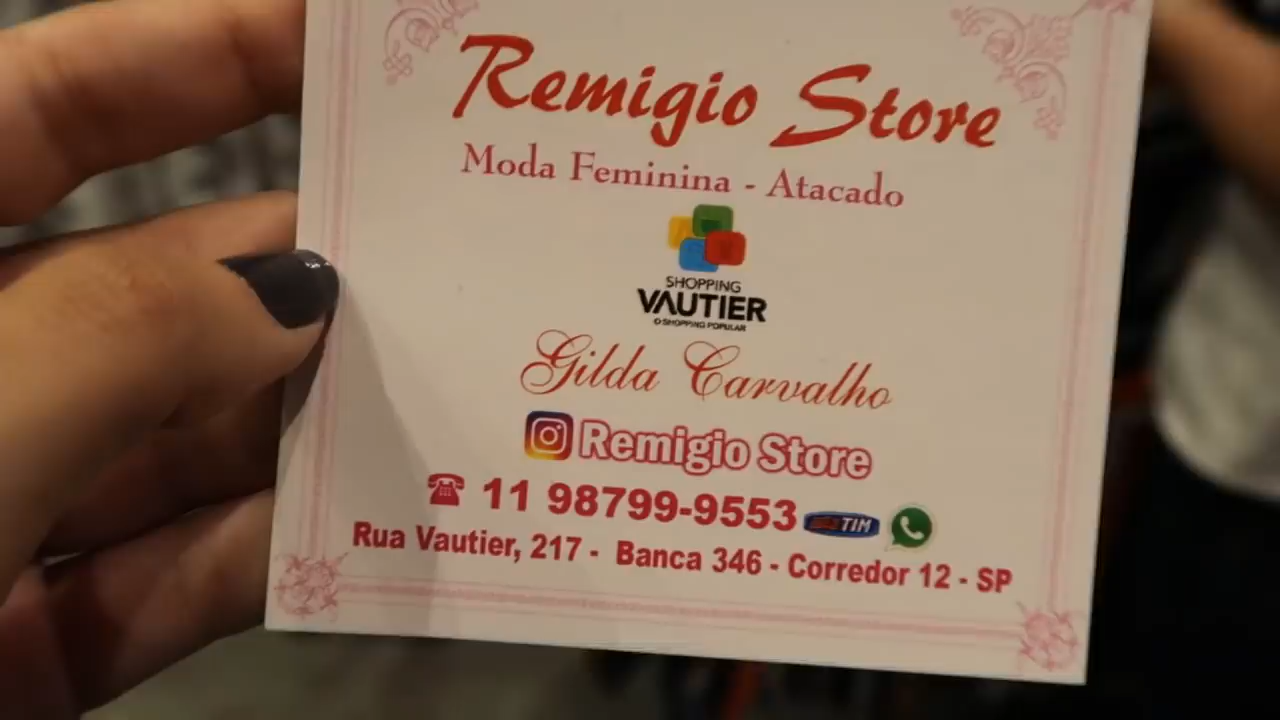 Remigio Store
Moda Feminina - Atacado
SHOPPING
VAUTIER
O SHOPPING POPULAR
Gilda Carvalho
Remigio Store
11 98799-9553 TIM
Rua Vautier, 217 - Banca 346 - Corredor 12 - SP